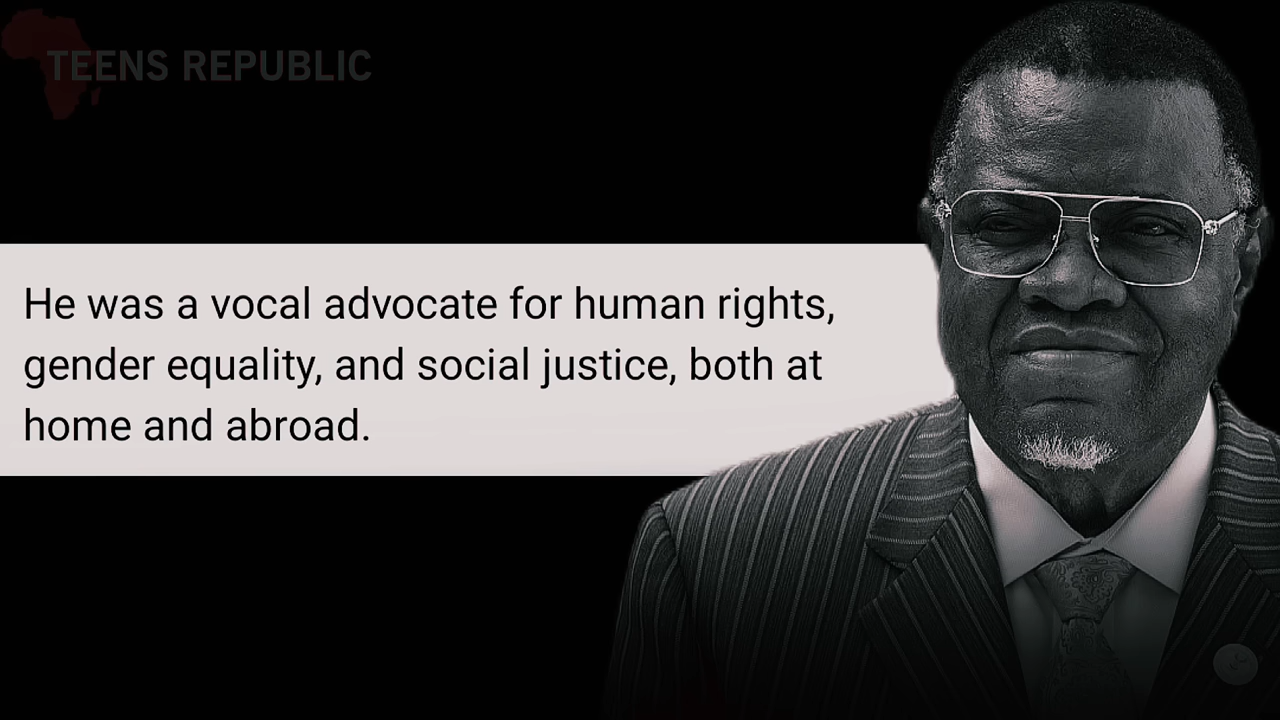 TEENS REPUBLIC
He was a vocal advocate for human rights,
gender equality, and social justice, both at
home and abroad.